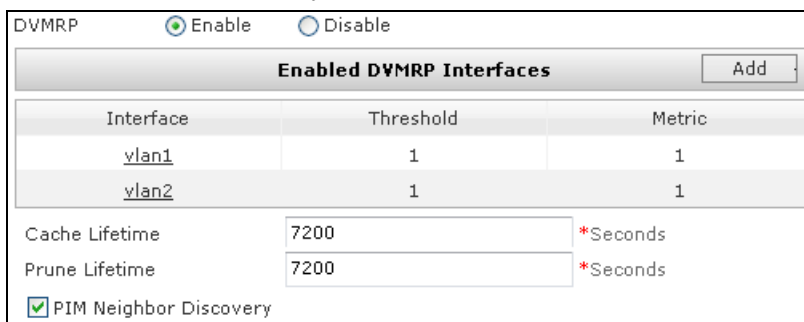 DVMRP Enable Disable
Enabled DVMRP Interfaces Add
Interface Threshold Metric
vlan1 1 1
vlan2 1 1
Cache Lifetime 7200 *Seconds
Prune Lifetime 7200 *Seconds
PIM Neighbor Discovery